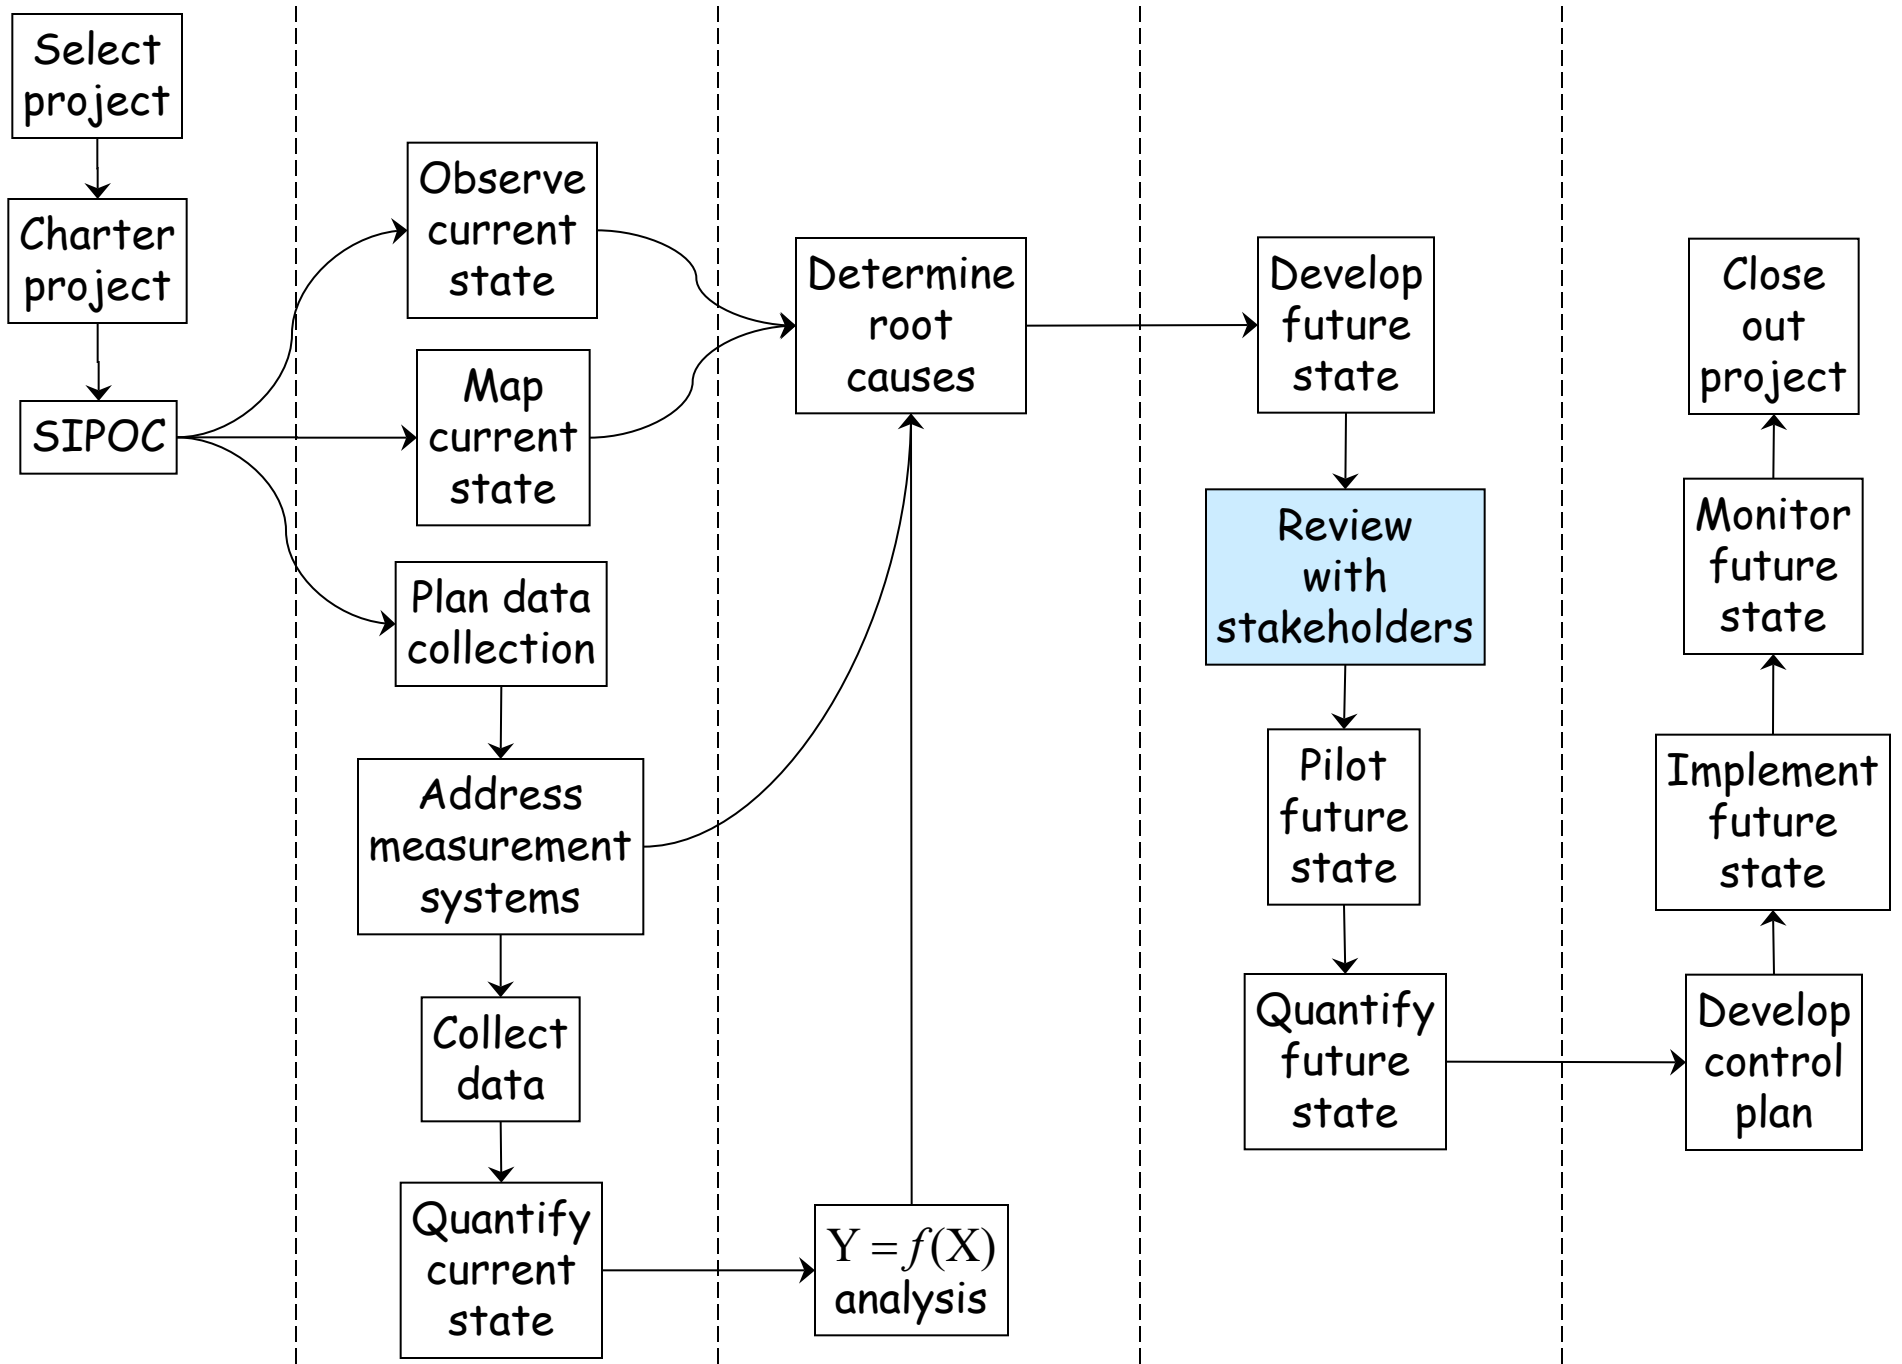 Select
project
Charter
project
SIPOC
Observe
current
state
Map
current
state
Plan data
collection
Address
measurement
systems
Collect
data
Quantify
current
state
Determine
root
causes
Y = f(X)
analysis
Develop
future
state
Review
with
stakeholders
Pilot
future
state
Quantify
future
state
Close
out
project
Monitor
future
state
Implement
future
state
Develop
control
plan